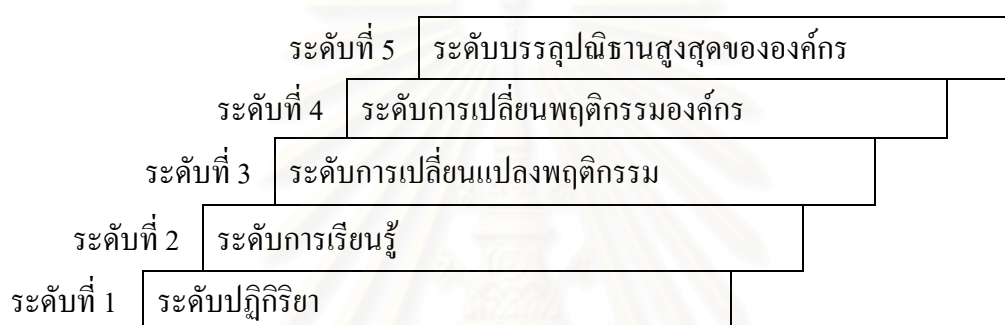 ระดับที่ 5 ระดับบรรลุปณิธานสูงสุดขององค์กร
ระดับที่ 4 ระดับการเปลี่ยนพฤติกรรมองค์กร
ระดับที่ 3 ระดับการเปลี่ยนแปลงพฤติกรรม
ระดับที่ 2 ระดับการเรียนรู้
ระดับที่ 1 ระดับปฏิกิริยา